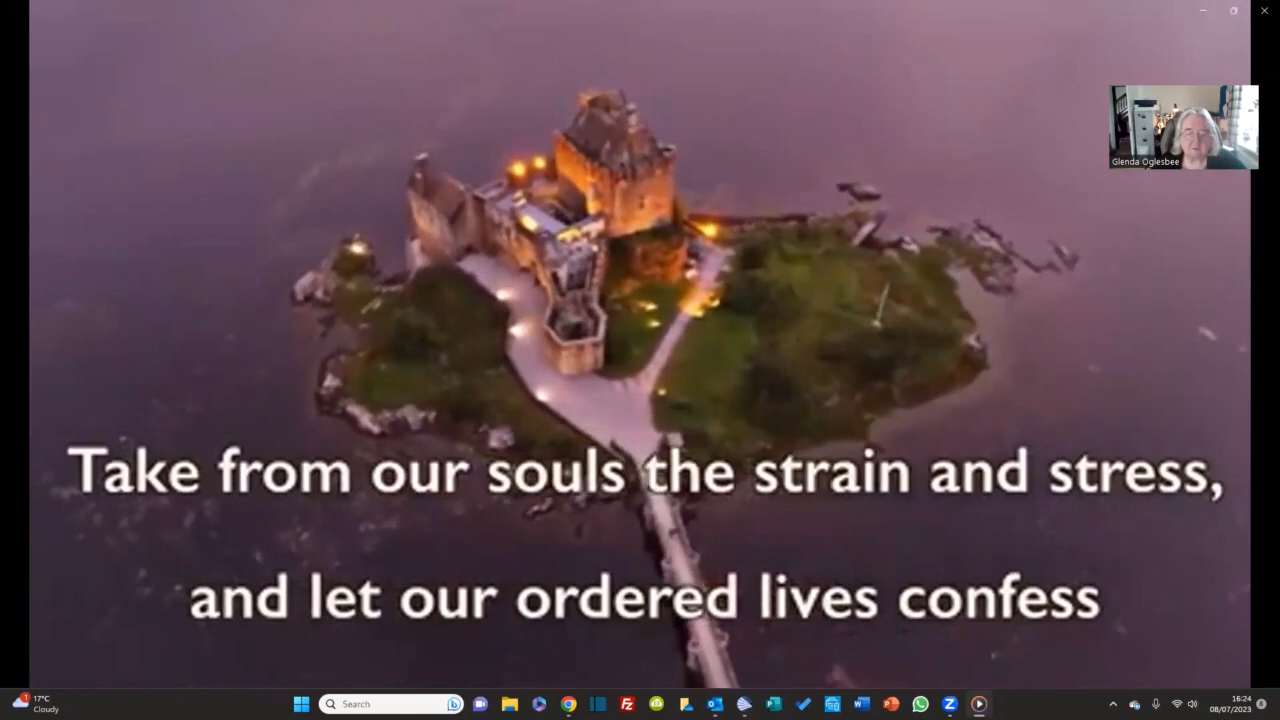 Glenda Oglesbee
Take from our souls the strain and stress,
and let our ordered lives confess
1
17°C
Cloudy
Search
16:24
08/07/2023